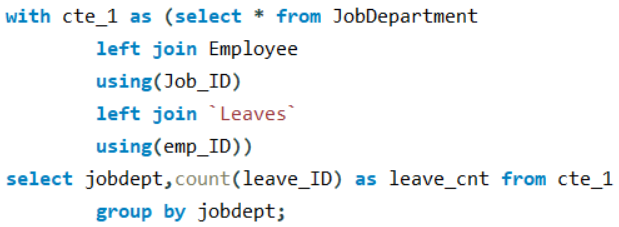 with cte_1 as (select * from JobDepartment
left join Employee
using(Job_ID)
left join `Leaves`
using(emp_ID))
select jobdept,count(leave_ID) as leave_cnt from cte_1
group by jobdept;